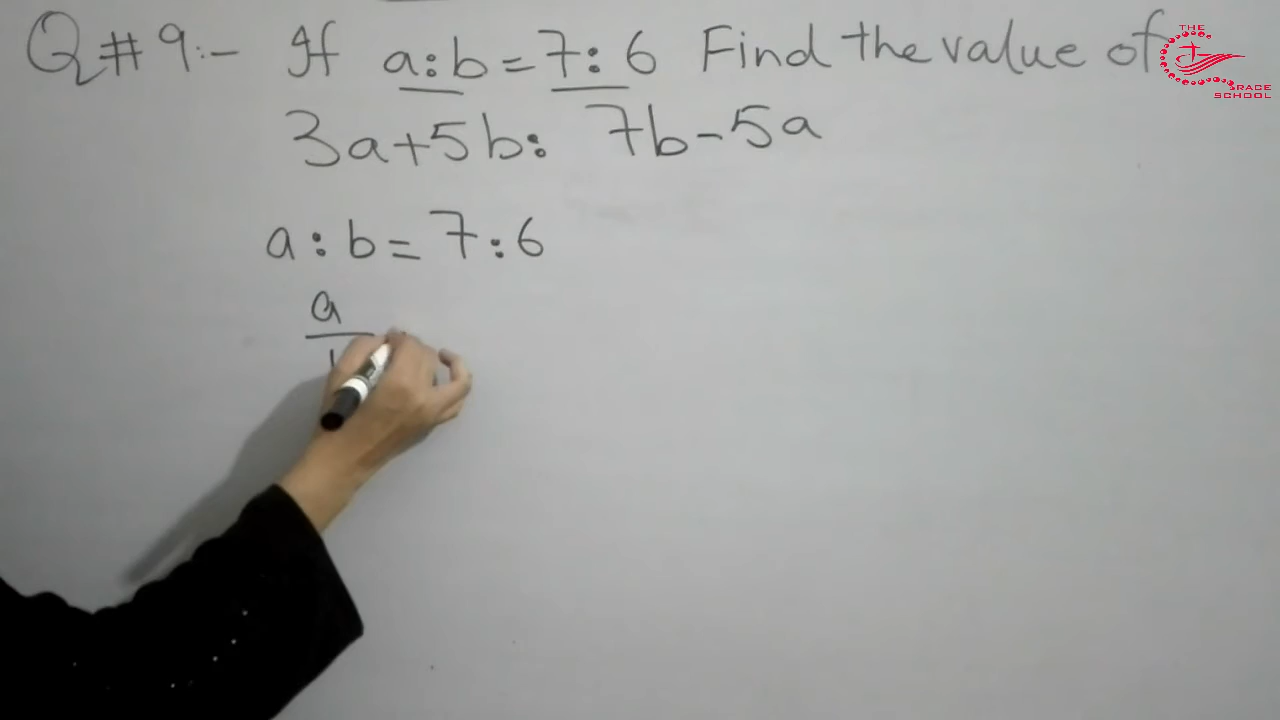 Q # 9:- If a:b = 7:6 Find the value of
3a+5b: 7b-5a
a:b = 7:6
a
THE
GRACE
SCHOOL